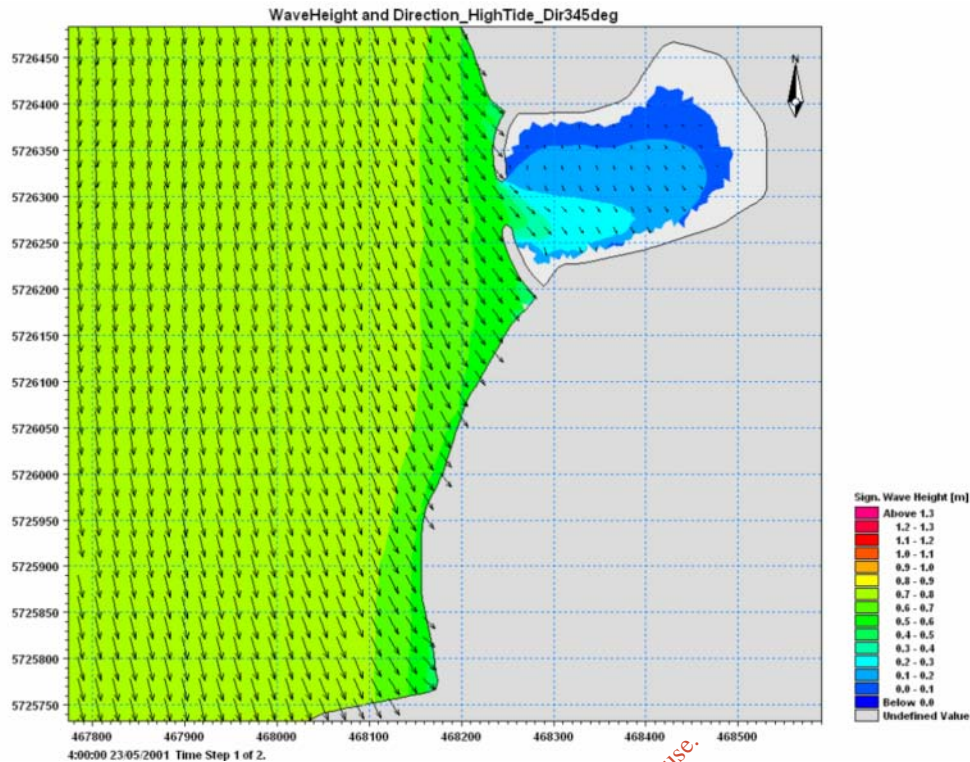 WaveHeight and Direction_HighTide_Dir345deg
N
5726450
5726400
5726350
5726300
5726250
5726200
5726150
5726100
5726050
5726000
5725950
5725900
5725850
5725800
5725750
467800 467900 468000 468100 468200 468300 468400 468500
Sign. Wave Height [m]
Above 1.3
1.2 - 1.3
1.1 - 1.2
1.0 - 1.1
0.9 - 1.0
0.8 - 0.9
0.7 - 0.8
0.6 - 0.7
0.5 - 0.6
0.4 - 0.5
0.3 - 0.4
0.2 - 0.3
0.1 - 0.2
0.0 - 0.1
Below 0.0
Undefined Value
4:00:00 23/05/2001 Time Step 1 of 2.
use.